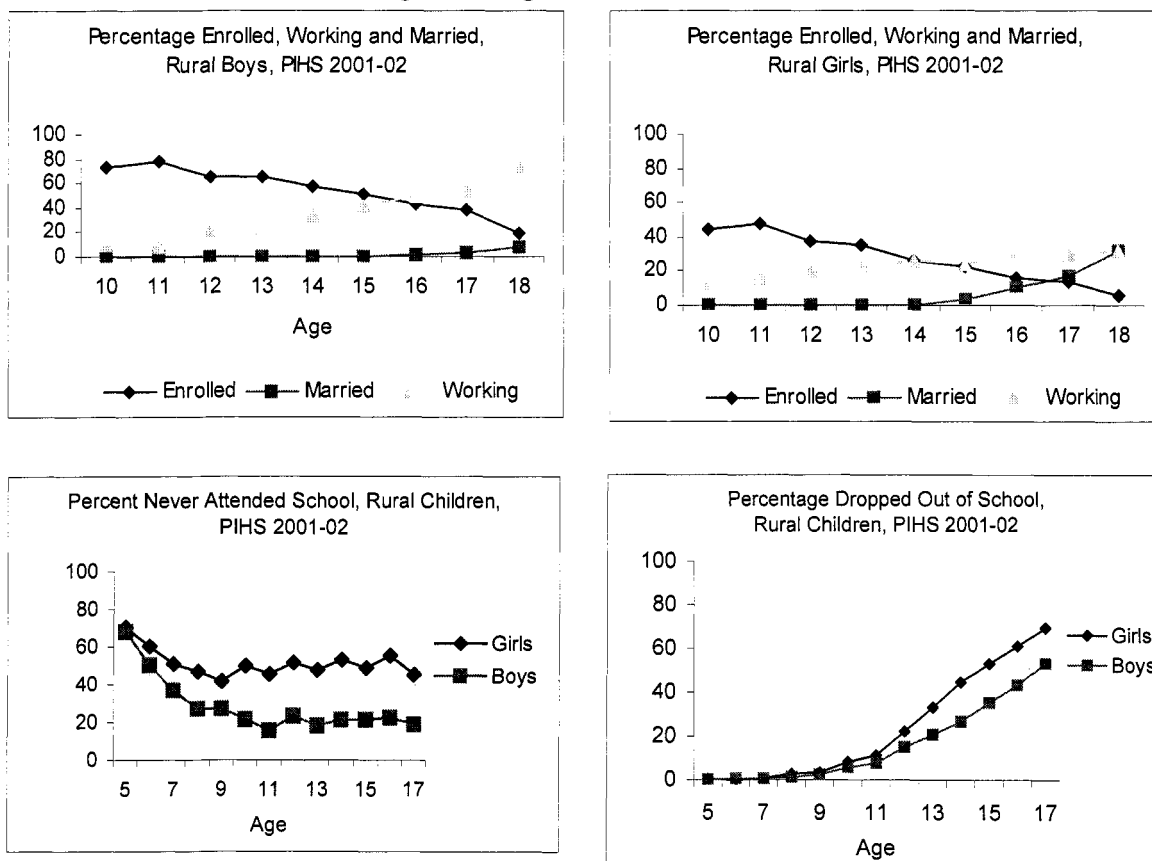 Percentage Enrolled, Working and Married,
Rural Boys, PIHS 2001-02
100
80
60
40
20
0
10 11 12 13 14 15 16 17 18
Age
Enrolled Married Working
Percentage Enrolled, Working and Married,
Rural Girls, PIHS 2001-02
100
80
60
40
20
0
10 11 12 13 14 15 16 17 18
Age
Enrolled Married Working
Percent Never Attended School, Rural Children,
PIHS 2001-02
100
80
60
40
20
0
5 7 9 11 13 15 17
Age
Girls
Boys
Percentage Dropped Out of School,
Rural Children, PIHS 2001-02
100
80
60
40
20
0
5 7 9 11 13 15 17
Age
Girls
Boys